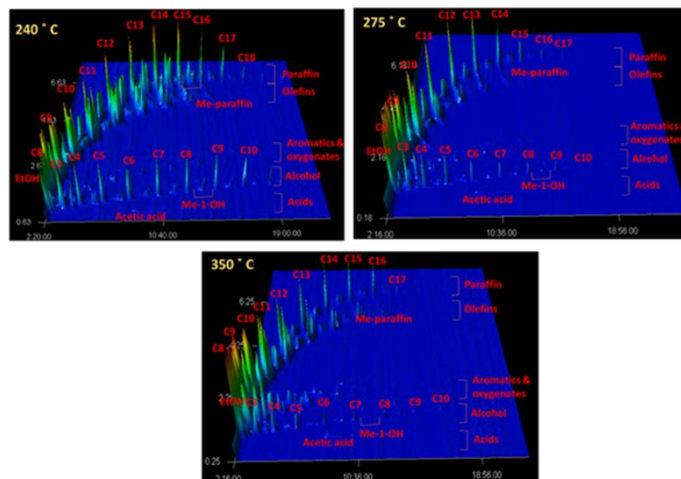 240 ° C
C14 C15
C16
C13
C17
C12
C18
C11
6.63
C10
Paraffin
Olefins
Me-paraffin
C9
C8
Aromatics &
oxygenates
C4 C5
C6 C7 C8 C9 C10
EtOH
Alcohol
Me-1-OH
Acids
Acetic acid
0.63
2:20.00 10:40.00 19:00.00
275 ° C
C12 C13 C14
C11
C15
C16
C17
Paraffin
Olefins
Me-paraffin
C8
Aromatics &
oxygenates
2.18
EtOH C3 C4 C5 C6 C7 C8 C9 C10
Alcohol
Me-1-OH
Acids
Acetic acid
0.18
2:16.00 10:36.00 18:56.00
350 ° C
C14 C15 C16
C13
C17
C12
6.25
Paraffin
C11
C10
Olefins
C9
Me-paraffin
C8
Aromatics &
oxygenates
EtOH C4 C5 C6 C7 C8 C9 C10
Alcohol
Me-1-OH
Acids
Acetic acid
0.25
2:16.00 10:36.00 18:56.00